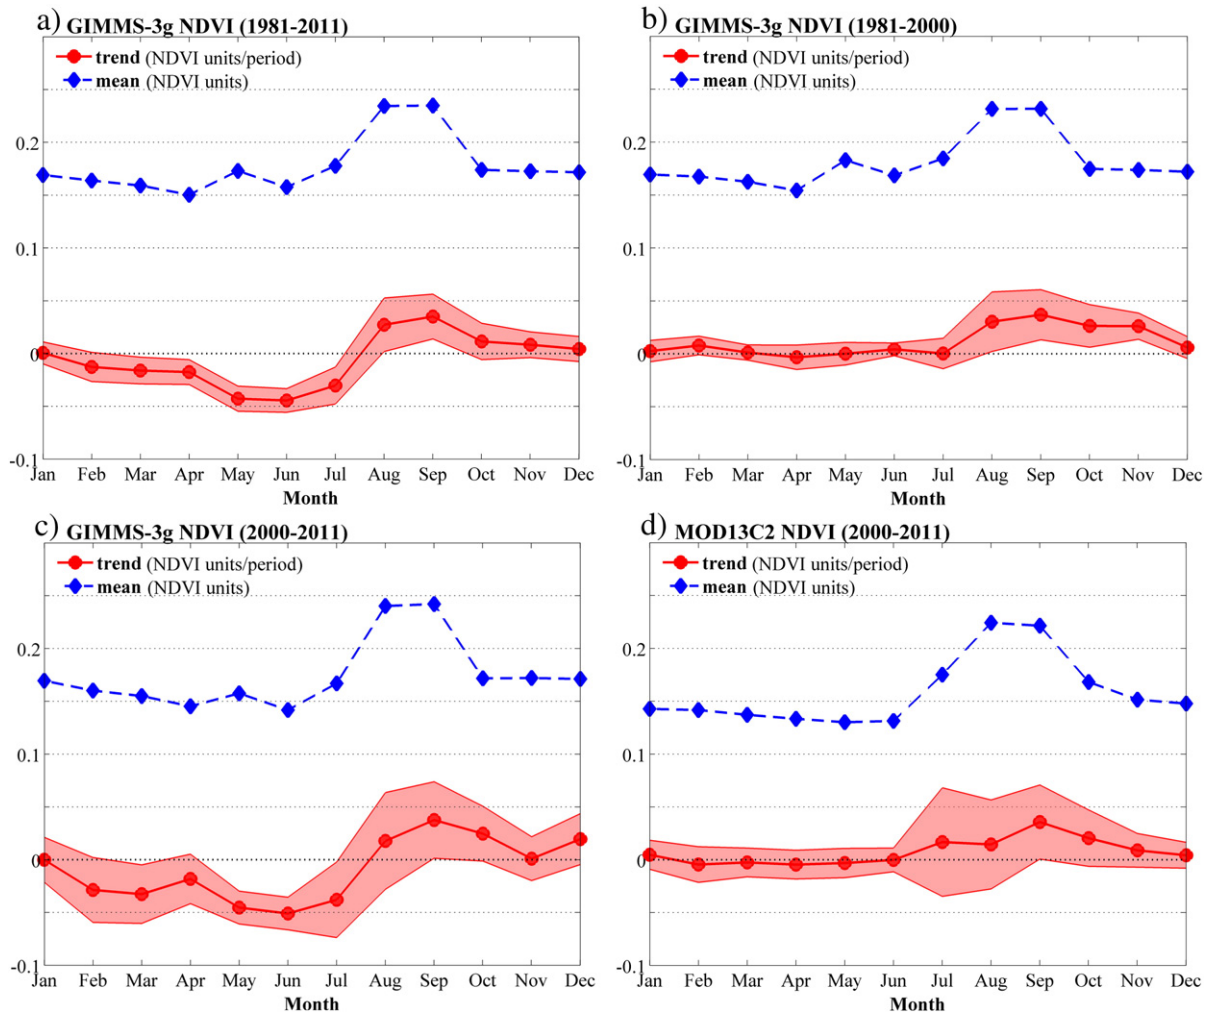 a) GIMMS-3g NDVI (1981-2011)
trend (NDVI units/period)
mean (NDVI units)
0.2
0.1
0
-0.1
Jan Feb Mar Apr May Jun Jul Aug Sep Oct Nov Dec
Month
b) GIMMS-3g NDVI (1981-2000)
trend (NDVI units/period)
mean (NDVI units)
0.2
0.1
0
-0.1
Jan Feb Mar Apr May Jun Jul Aug Sep Oct Nov Dec
Month
c) GIMMS-3g NDVI (2000-2011)
trend (NDVI units/period)
mean (NDVI units)
0.2
0.1
0
-0.1
Jan Feb Mar Apr May Jun Jul Aug Sep Oct Nov Dec
Month
d) MOD13C2 NDVI (2000-2011)
trend (NDVI units/period)
mean (NDVI units)
0.2
0.1
0
-0.1
Jan Feb Mar Apr May Jun Jul Aug Sep Oct Nov Dec
Month